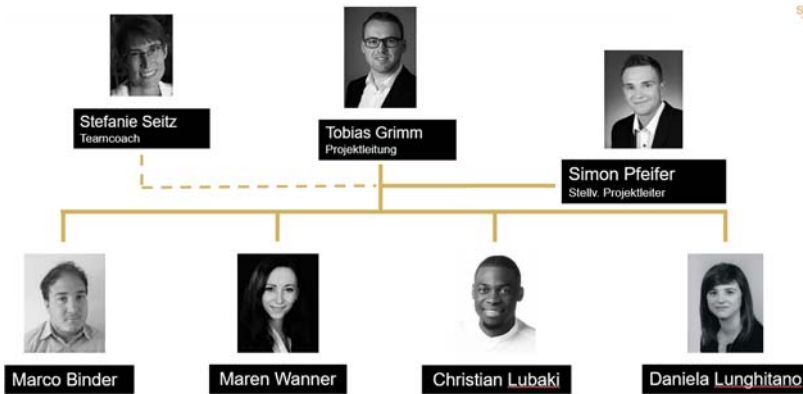 Stefanie Seitz
Teamcoach
Tobias Grimm
Projektleitung
Simon Pfeifer
Stellv. Projektleiter
Marco Binder
Maren Wanner
Christian Lubaki
Daniela Lunghitano